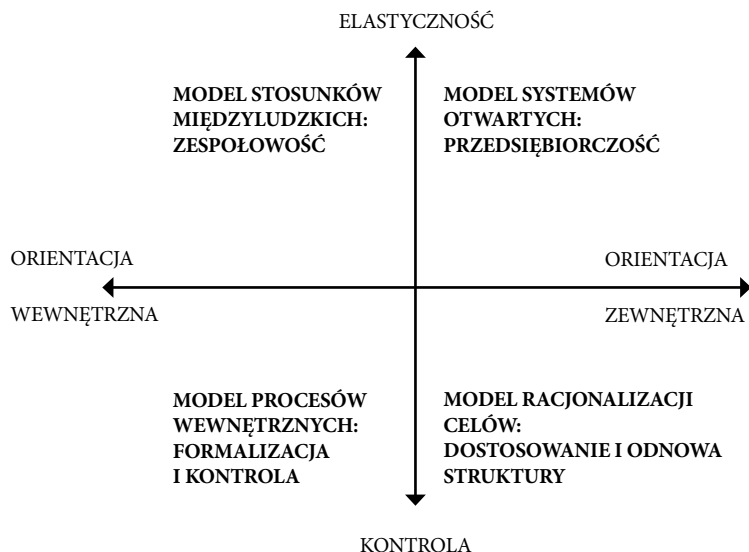 ELASTYCZNOŚĆ
MODEL STOSUNKÓW
MIĘDZYLUDZKICH:
ZESPOŁOWOŚĆ
MODEL SYSTEMÓW
OTWARTYCH:
PRZEDSIĘBIORCZOŚĆ
ORIENTACJA
WEWNĘTRZNA
ORIENTACJA
ZEWNĘTRZNA
MODEL PROCESÓW
WEWNĘTRZNYCH:
FORMALIZACJA
I KONTROLA
MODEL RACJONALIZACJI
CELÓW:
DOSTOSOWANIE I ODNOWA
STRUKTURY
KONTROLA